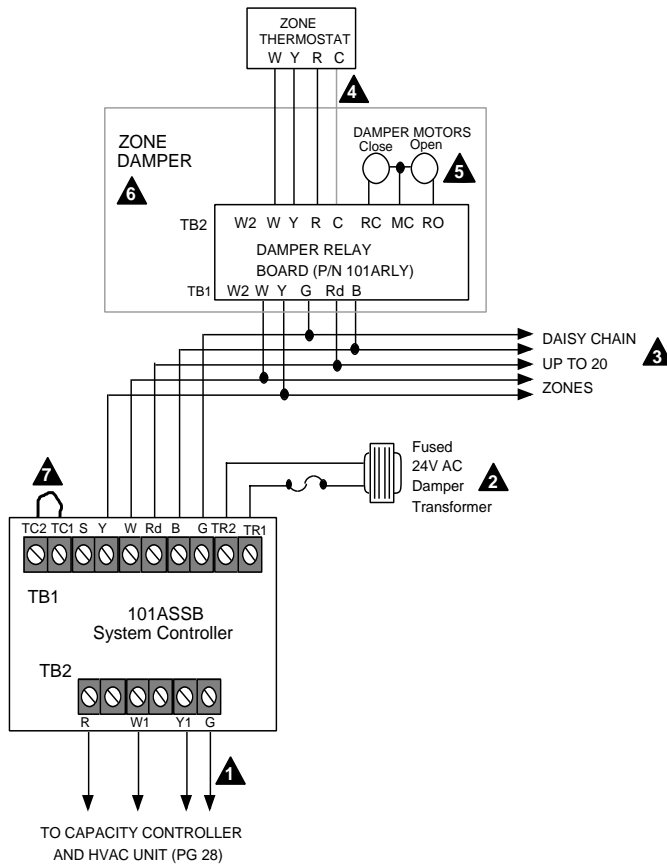 ZONE
THERMOSTAT
W Y R C
4
ZONE
DAMPER
6
DAMPER MOTORS
Close Open
5
TB2 W2 W Y R C RC MC RO
DAMPER RELAY
BOARD (P/N 101ARLY)
TB1 W2 W Y G Rd B
DAISY CHAIN
UP TO 20
ZONES
3
Fused
24V AC
Damper
Transformer
2
7
TC2 TC1 S Y W Rd B G TR2 TR1
TB1
101ASSB
System Controller
TB2
R W1 Y1 G
1
TO CAPACITY CONTROLLER
AND HVAC UNIT (PG 28)